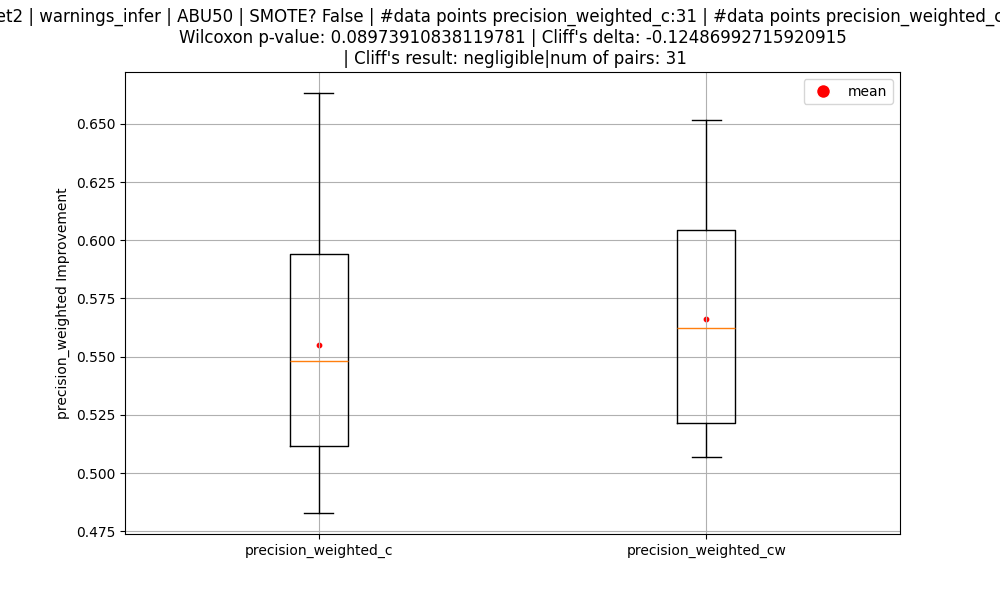 et2 | warnings_infer | ABU50 | SMOTE? False | #data points precision_weighted_c:31 | #data points precision_weighted_c
Wilcoxon p-value: 0.08973910838119781 | Cliff's delta: -0.12486992715920915
| Cliff's result: negligible|num of pairs: 31
mean
0.650
0.625
0.600
0.575
0.550
0.525
0.500
0.475
precision_weighted Improvement
precision_weighted_c
precision_weighted_cw